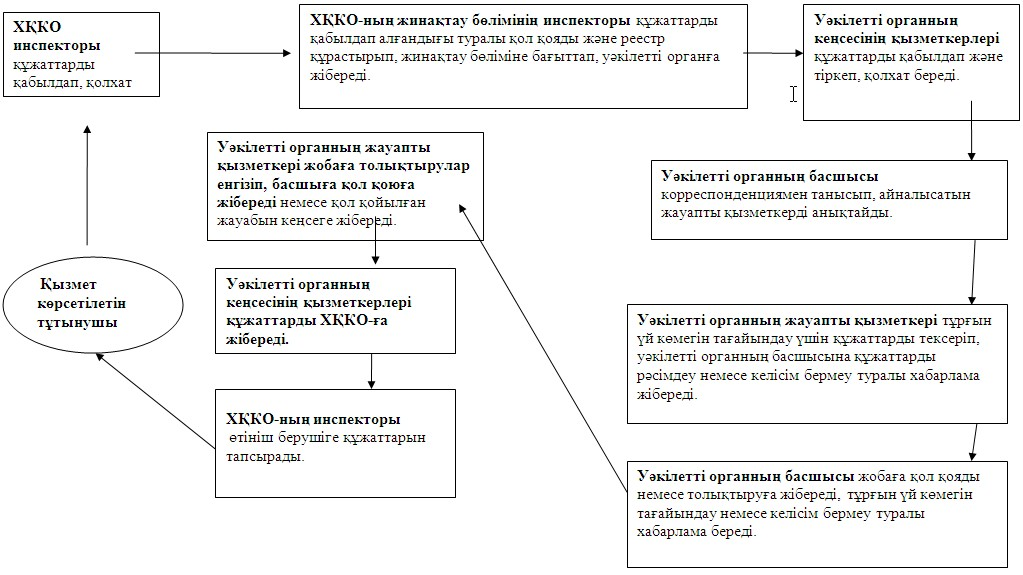 ХҚКО
инспекторы
құжаттарды
қабылдап, қолхат
ХҚКО-ның жинақтау бөлімінің инспекторы құжаттарды
қабылдап алғандығы туралы қол қояды және реестр
құрастырып, жинақтау бөліміне бағыттап, уәкілетті органға
жібереді.
Уәкілетті органның
кеңсесінің қызметкерлері
құжаттарды қабылдап және
тіркеп, қолхат береді.
Уәкілетті органның басшысы
корреспонденциямен танысып, айналысатын
жауапты қызметкерді анықтайды.
Уәкілетті органның жауапты қызметкері тұрғын
үй көмегін тағайындау үшін құжаттарды тексеріп,
уәкілетті органның басшысына құжаттарды
рәсімдеу немесе келісім бермеу туралы хабарлама
жібереді.
Уәкілетті органның басшысы жобаға қол қояды
немесе толықтыруға жібереді, тұрғын үй көмегін
тағайындау немесе келісім бермеу туралы
хабарлама береді.
Уәкілетті органның жауапты
қызметкері жобаға толықтырулар
енгізіп, басшыға қол қоюға
жібереді немесе қол қойылған
жауабын кеңсеге жібереді.
Уәкілетті органның
кеңсесінің қызметкерлері
құжаттарды ХҚКО-ға
жібереді.
ХҚКО-ның инспекторы
өтініш берушіге құжаттарын
тапсырады.
Қызмет
көрсетілетін
тұтынушы